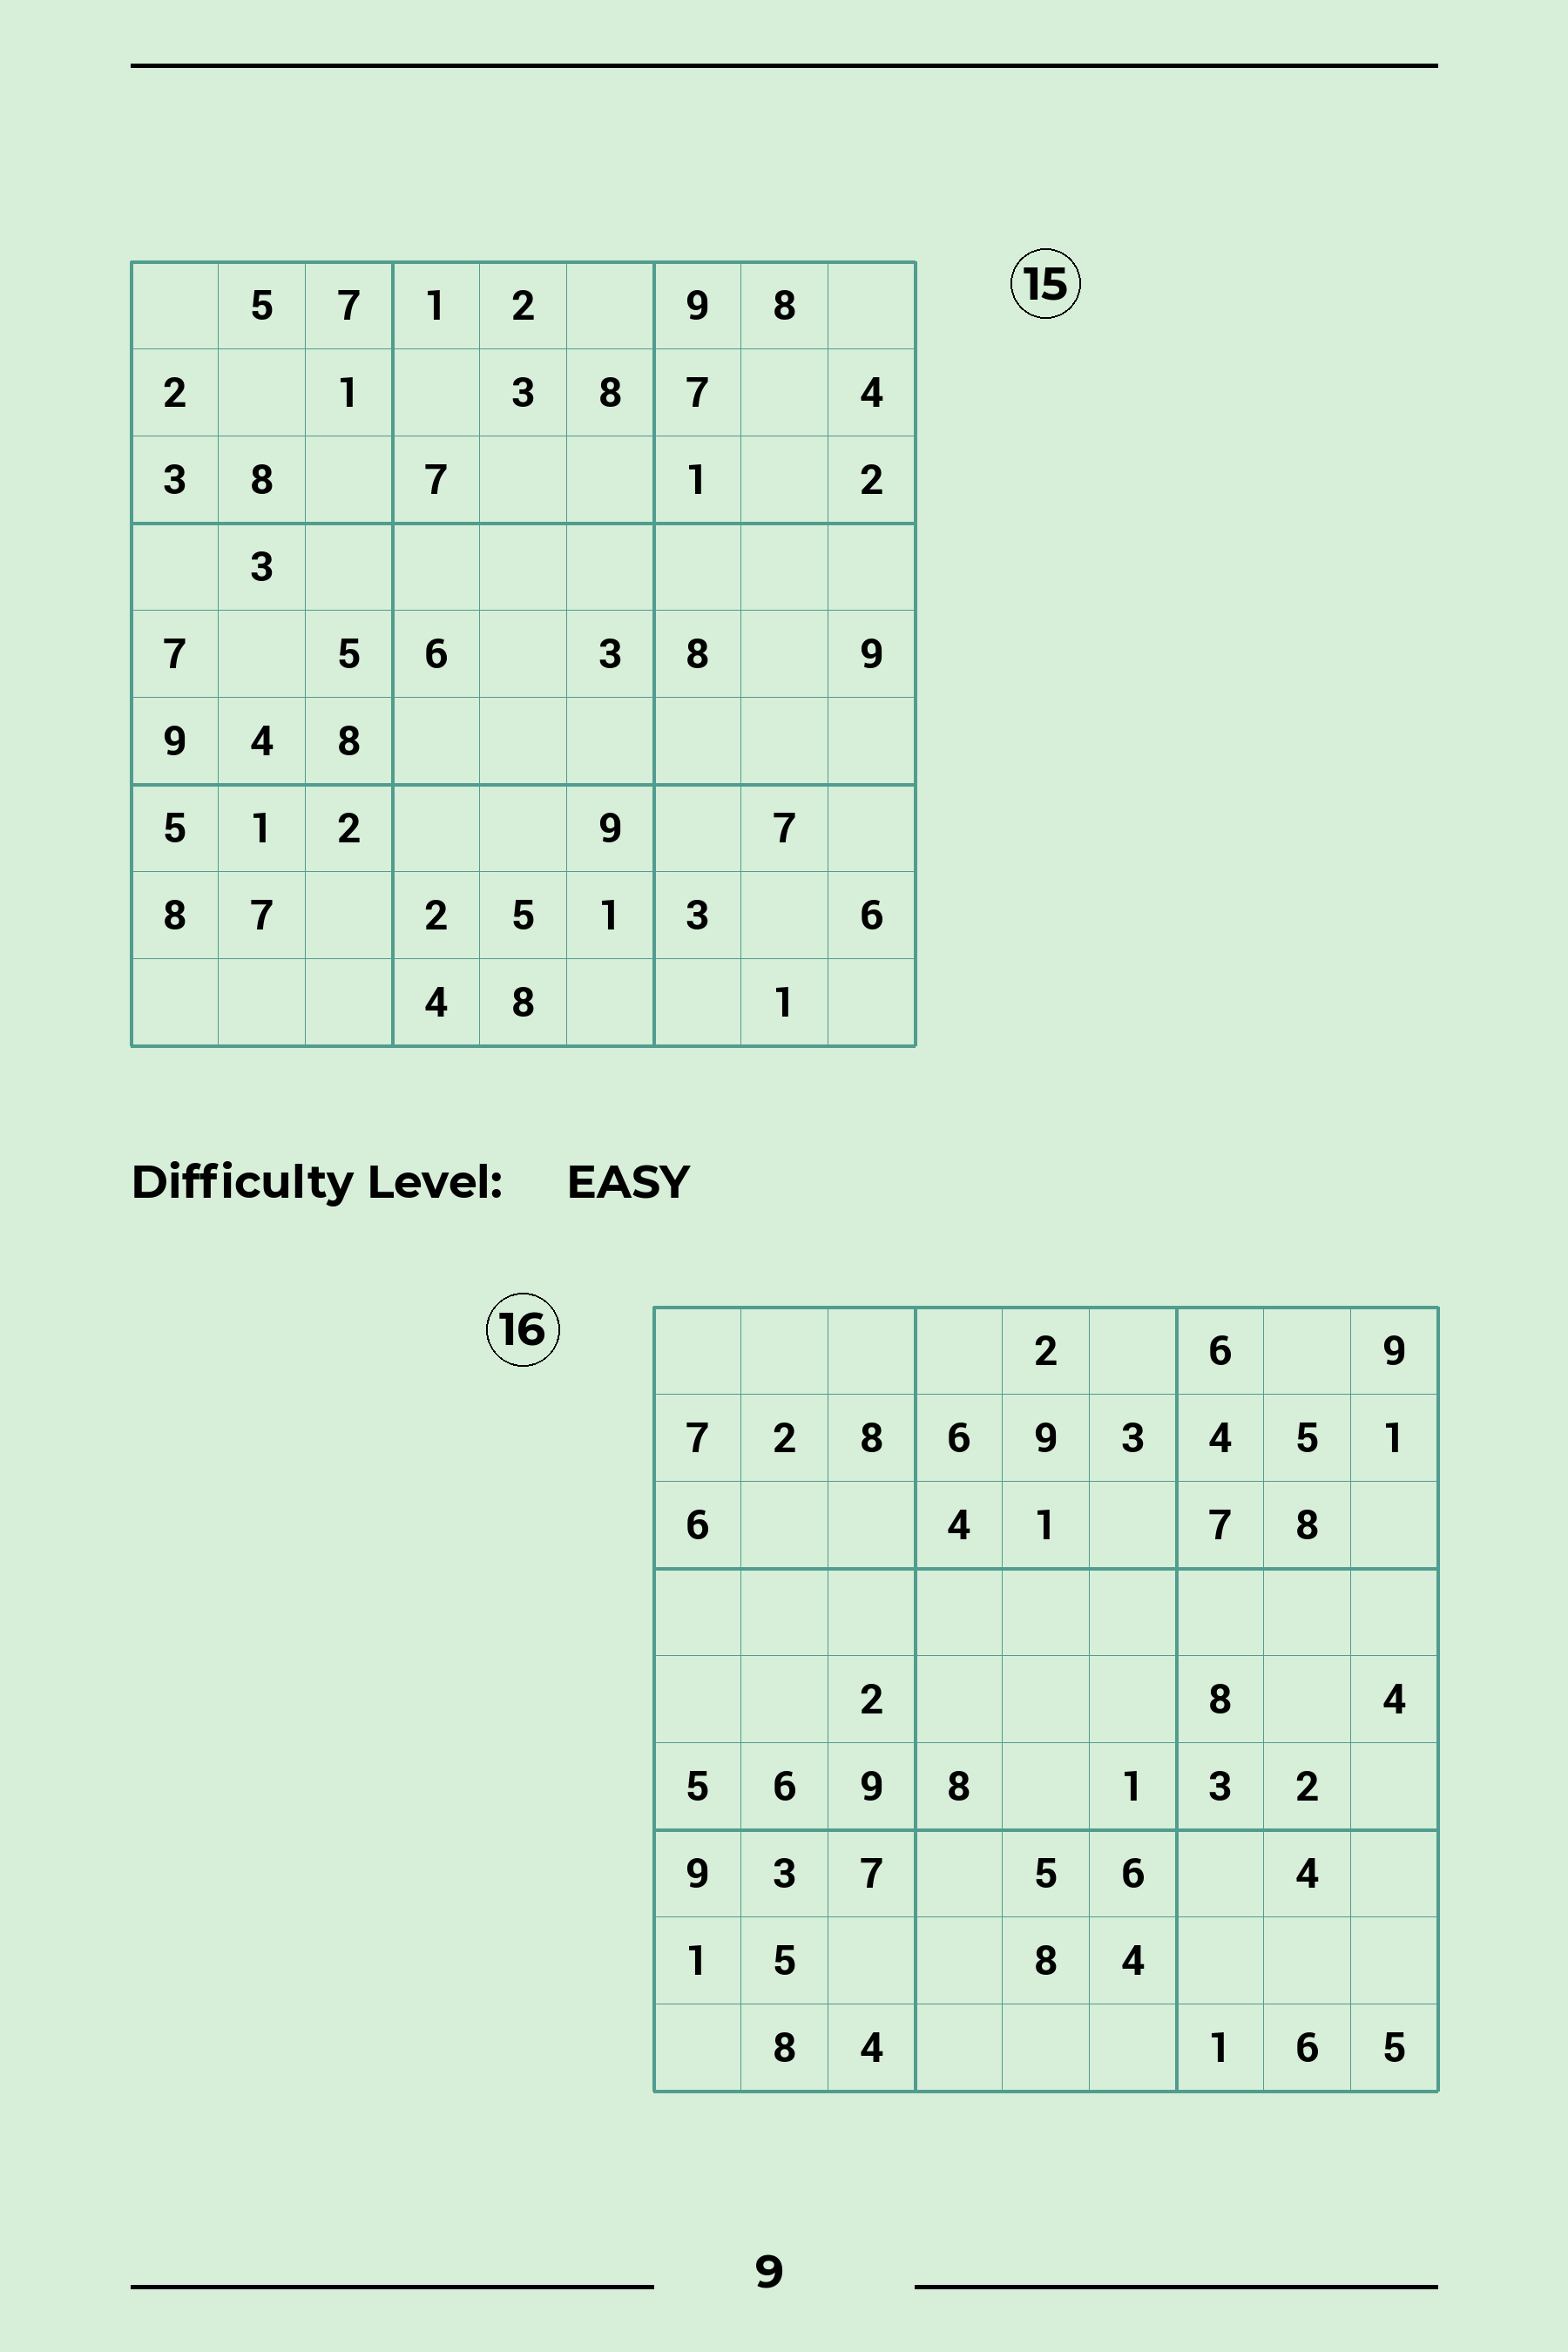 15
5 7 1 2 9 8
2 1 3 8 7 4
3 8 7 1 2
3
7 5 6 3 8 9
9 4 8
5 1 2 9 7
8 7 2 5 1 3 6
4 8 1
Difficulty Level: EASY
16
2 6 9
7 2 8 6 9 3 4 5 1
6 4 1 7 8
2 8 4
5 6 9 8 1 3 2
9 3 7 5 6 4
1 5 8 4
8 4 1 6 5
9